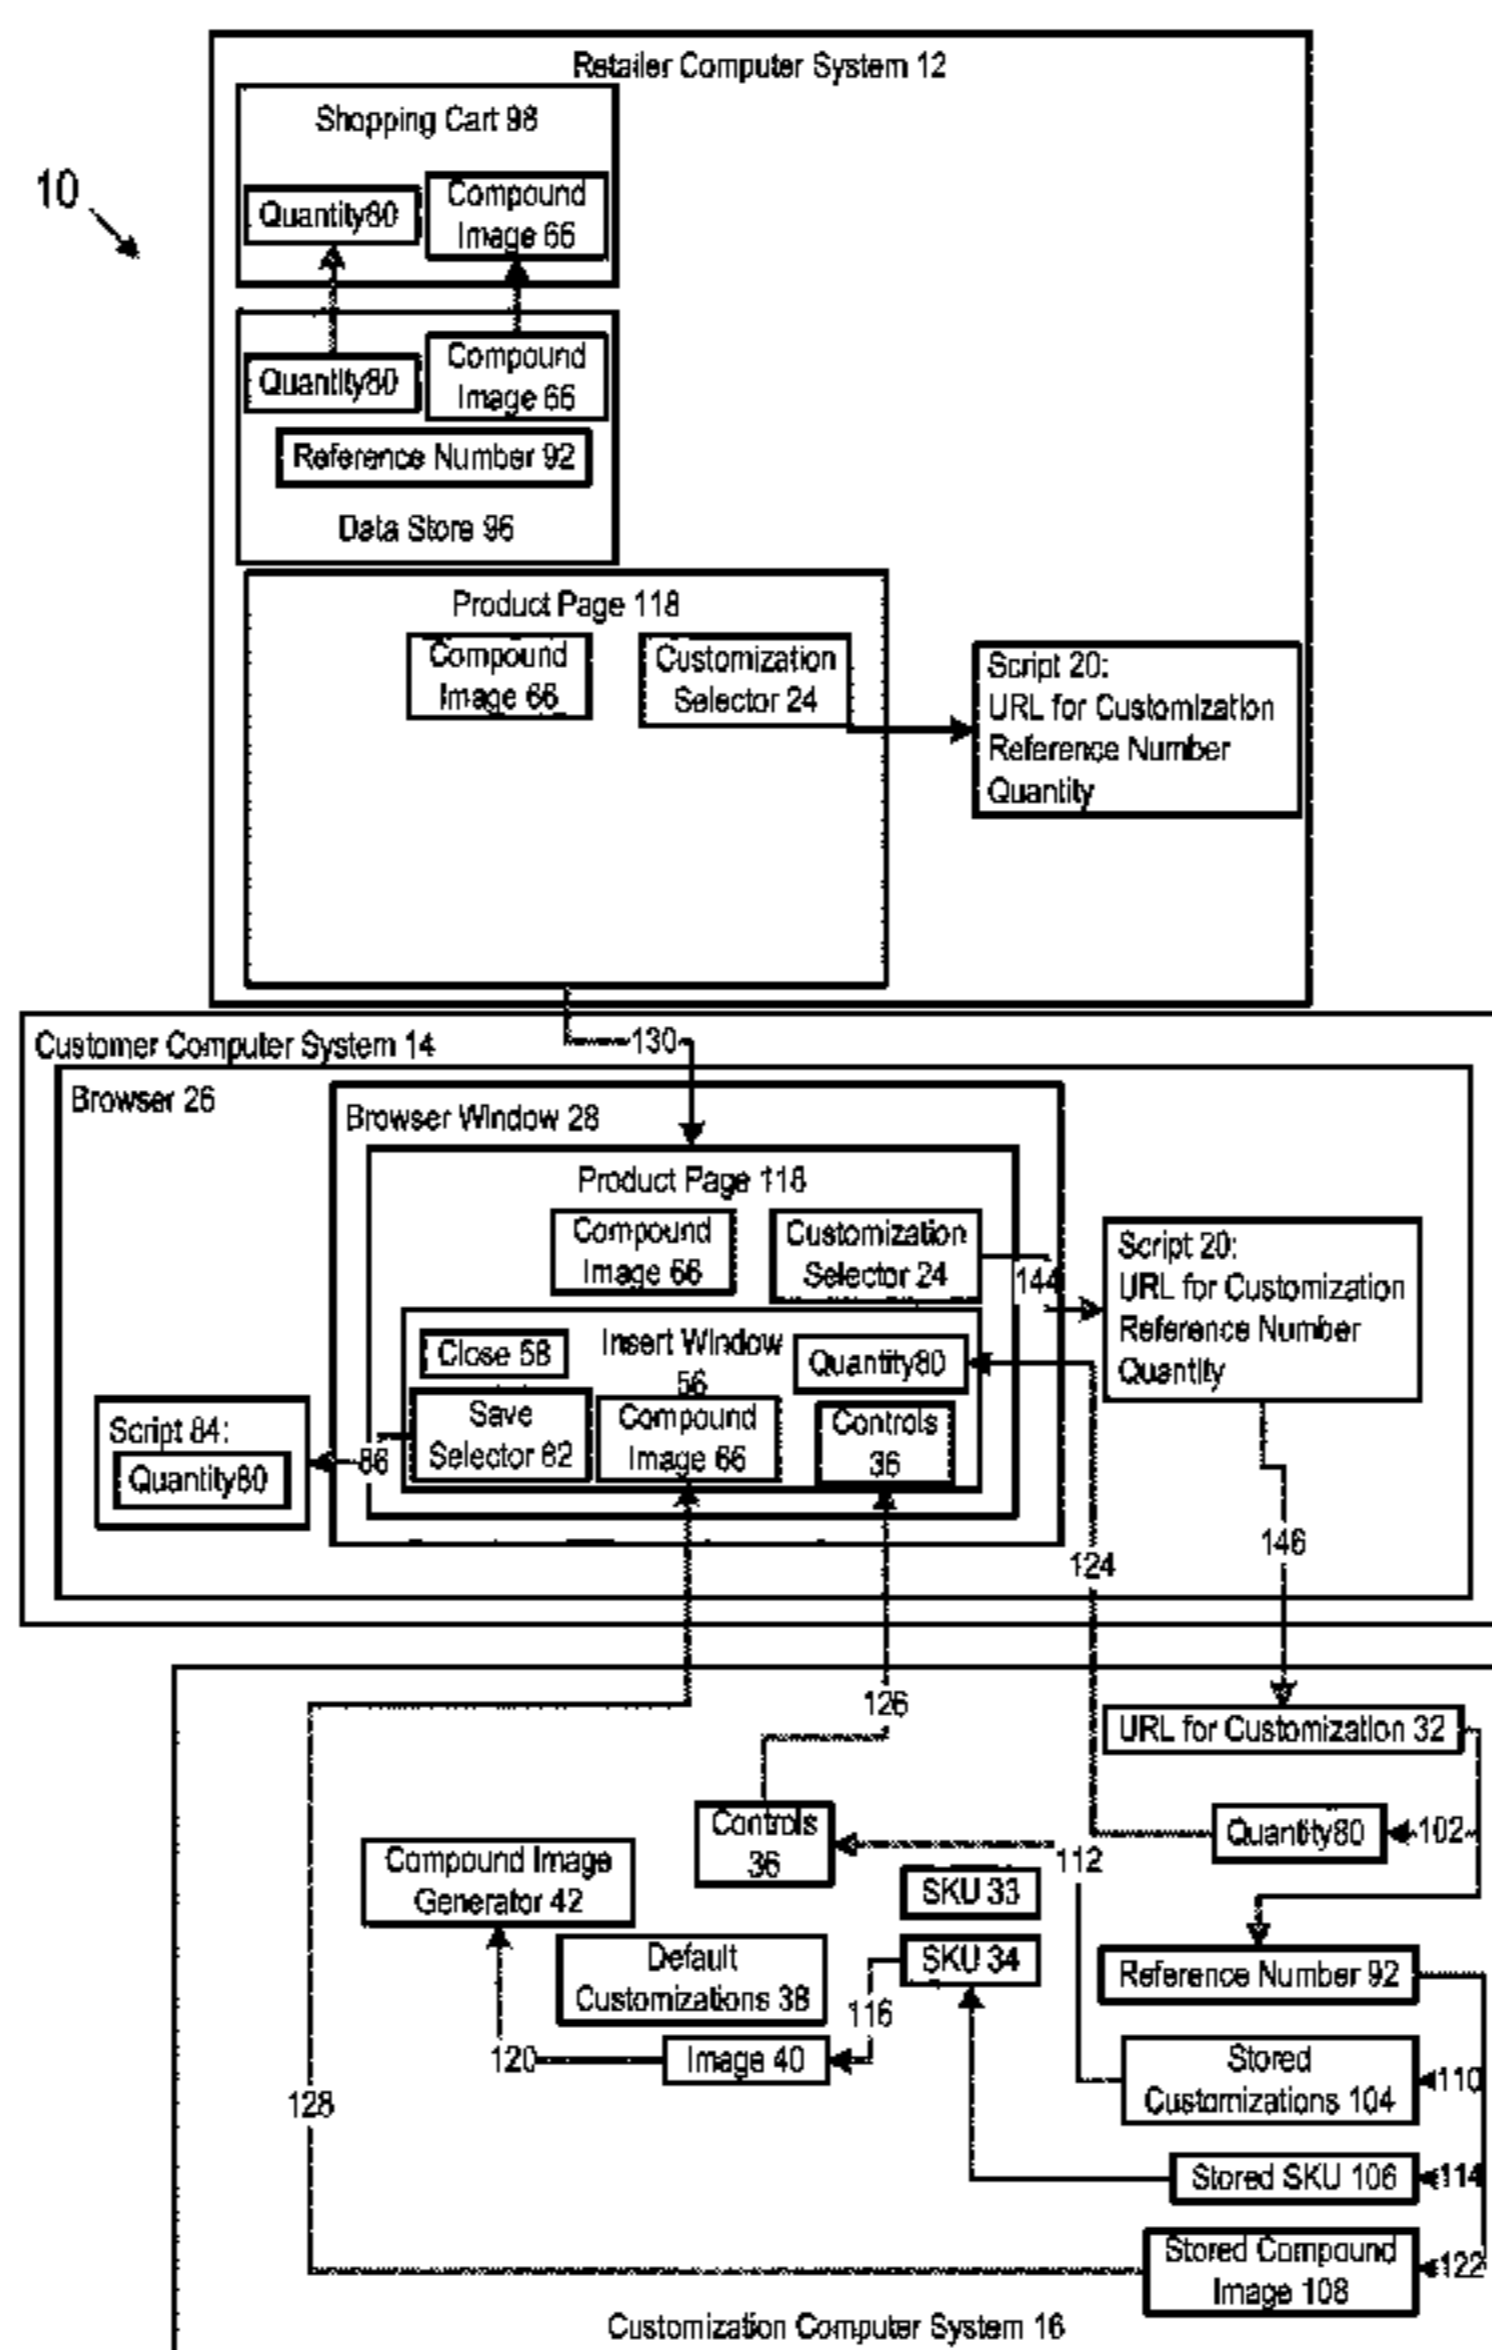 Retailer Computer System 12
Shopping Cart 98
10
Quantity80
Compound
Image 66
Quantity80
Compound
Image 66
Reference Number 92
Data Store 96
Product Page 118
Compound
Image 66
Customization
Selector 24
Script 20:
URL for Customization
Reference Number
Quantity
130
Customer Computer System 14
Browser 26
Browser Window 28
Product Page 118
Compound
Image 66
Customization
Selector 24
144
Script 20:
URL for Customization
Reference Number
Quantity
Close 58
Insert Window
56
Quantity80
Save
Selector 82
Compound
Image 66
Controls
36
Script 84:
Quantity80
86
124
146
126
URL for Customization 32
Controls
36
Quantity80
102
Compound Image
Generator 42
112
SKU 33
Default
Customizations 38
SKU 34
Reference Number 92
116
120
Image 40
Stored
Customizations 104
110
128
Stored SKU 106
114
Stored Compound
Image 108
122
Customization Computer System 16